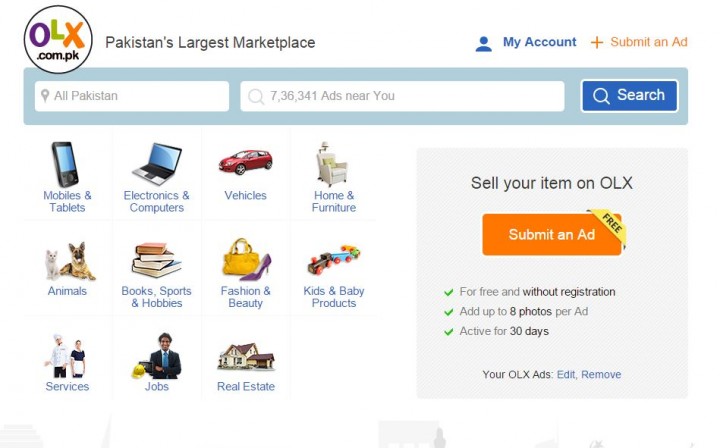 OLX
.com.pk
Pakistan's Largest Marketplace
My Account
+ Submit an Ad
All Pakistan
7,36,341 Ads near You
Search
Mobiles &
Tablets
Electronics &
Computers
Vehicles
Home &
Furniture
Animals
Books, Sports
& Hobbies
Fashion &
Beauty
Kids & Baby
Products
Services
Jobs
Real Estate
Sell your item on OLX
Submit an Ad
FREE
For free and without registration
Add up to 8 photos per Ad
Active for 30 days
Your OLX Ads: Edit, Remove